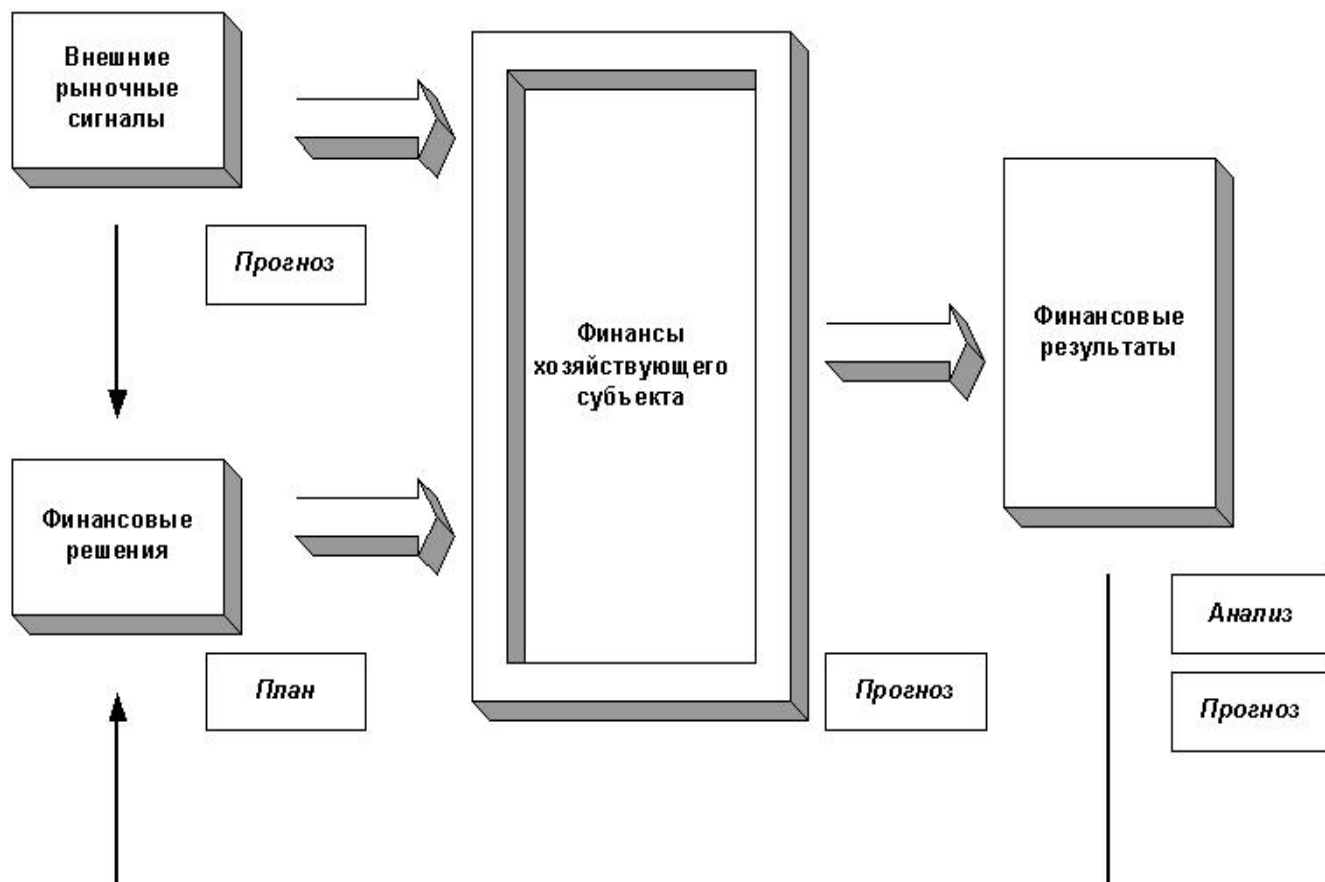 Внешние
рыночные
сигналы
Прогноз
Финансы
хозяйствующего
субъекта
Финансовые
результаты
Финансовые
решения
План
Прогноз
Анализ
Прогноз